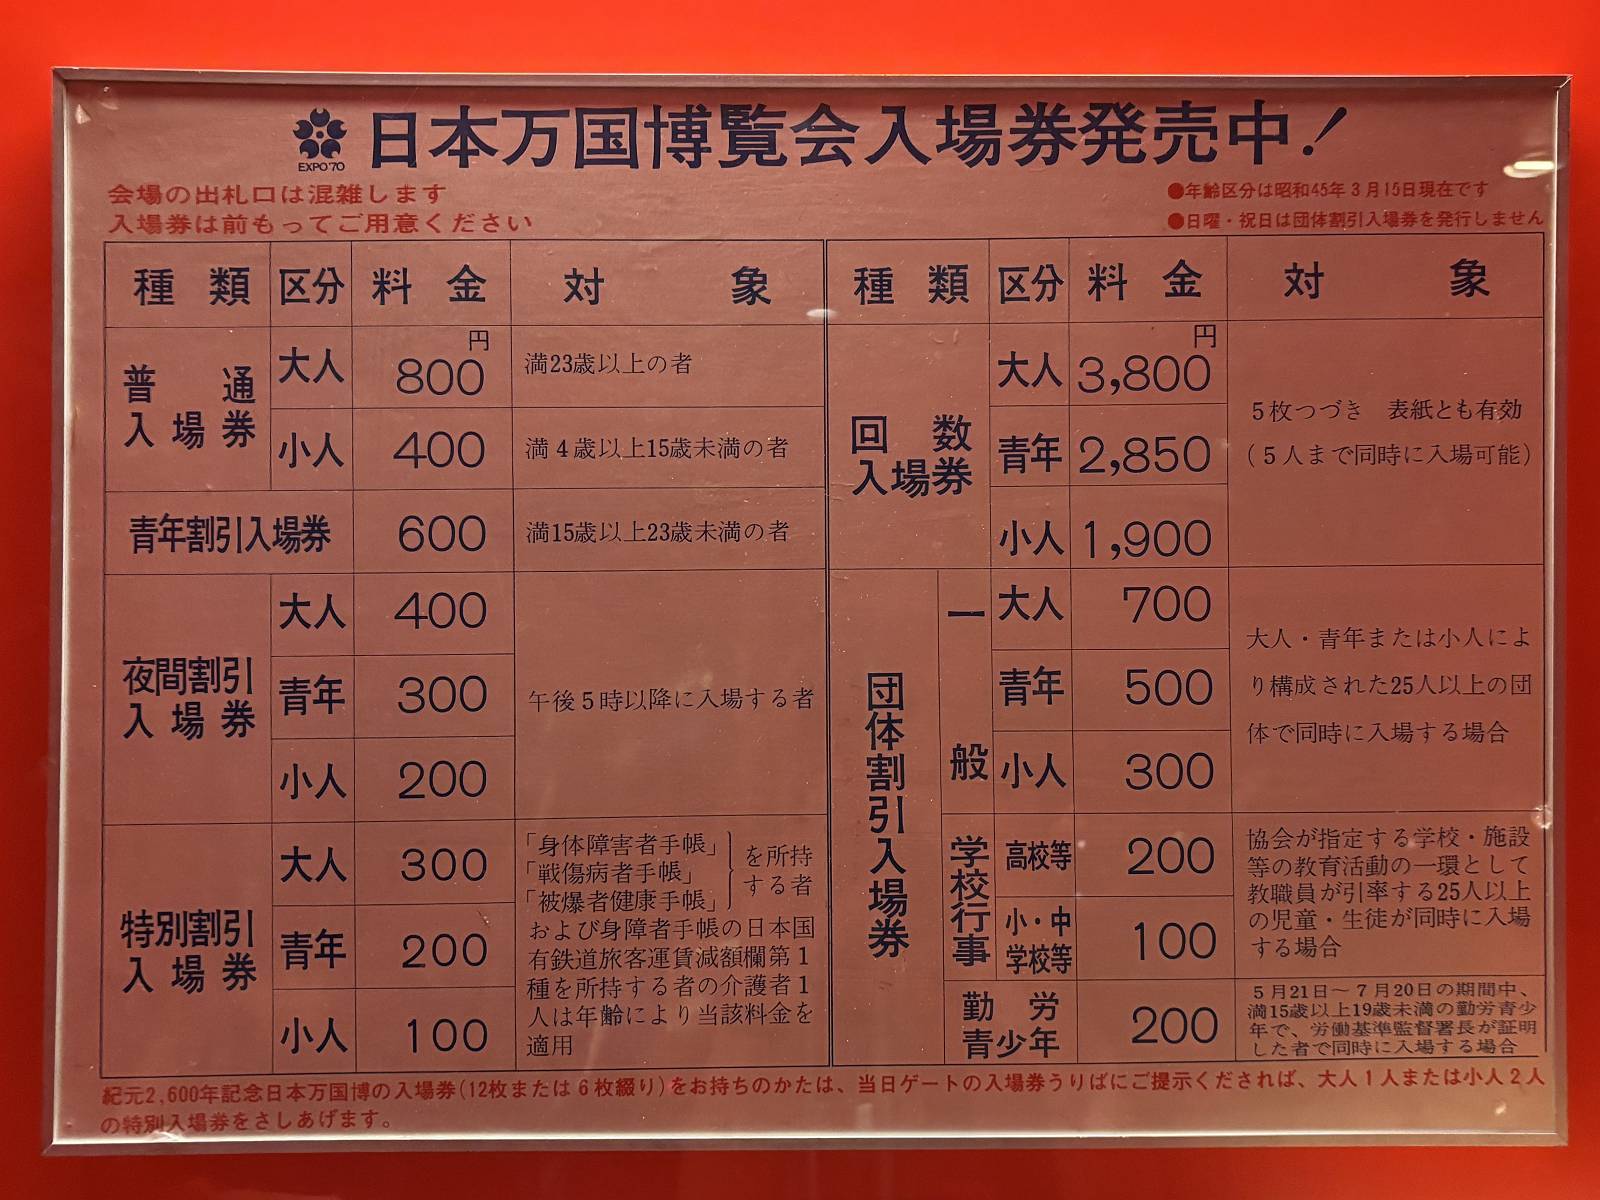 EXPO'70
日本万国博覧会入場券発売中!
会場の出札口は混雑します
入場券は前もってご用意ください
●年齢区分は昭和45年3月15日現在です
●日曜・祝日は団体割引入場券を発行しません
種類 区分 料金 対象
普通入場券 大人 800円 満23歳以上の者
小人 400 満4歳以上15歳未満の者
青年割引入場券 600 満15歳以上23歳未満の者
夜間割引入場券 大人 400 午後5時以降に入場する者
青年 300
小人 200
特別割引入場券 大人 300
青年 200
小人 100
「身体障害者手帳」
「戦傷病者手帳」
「被爆者健康手帳」
を所持
する者
および身障者手帳の日本国
有鉄道旅客運賃減額欄第1
種を所持する者の介護者1
人は年齢により当該料金を
適用
種類 区分 料金 対象
回数入場券 大人 3,800円
青年 2,850
小人 1,900
5枚つづき 表紙とも有効
(5人まで同時に入場可能)
団体割引入場券
一般 大人 700
青年 500
小人 300
大人・青年または小人によ
り構成された25人以上の団
体で同時に入場する場合
学校行事 高校等 200
小・中学校等 100
協会が指定する学校・施設
等の教育活動の一環として
教職員が引率する25人以上
の児童・生徒が同時に入場
する場合
勤労青少年 200
5月21日〜7月20日の期間中、
満15歳以上19歳未満の勤労青少
年で、労働基準監督署長が証明
した者で同時に入場する場合
紀元2,600年記念日本万国博の入場券(12枚または6枚綴り)をお持ちのかたは、当日ゲートの入場券うりばにご提示くだされば、大人1人または小人2人
の特別入場券をさしあげます。